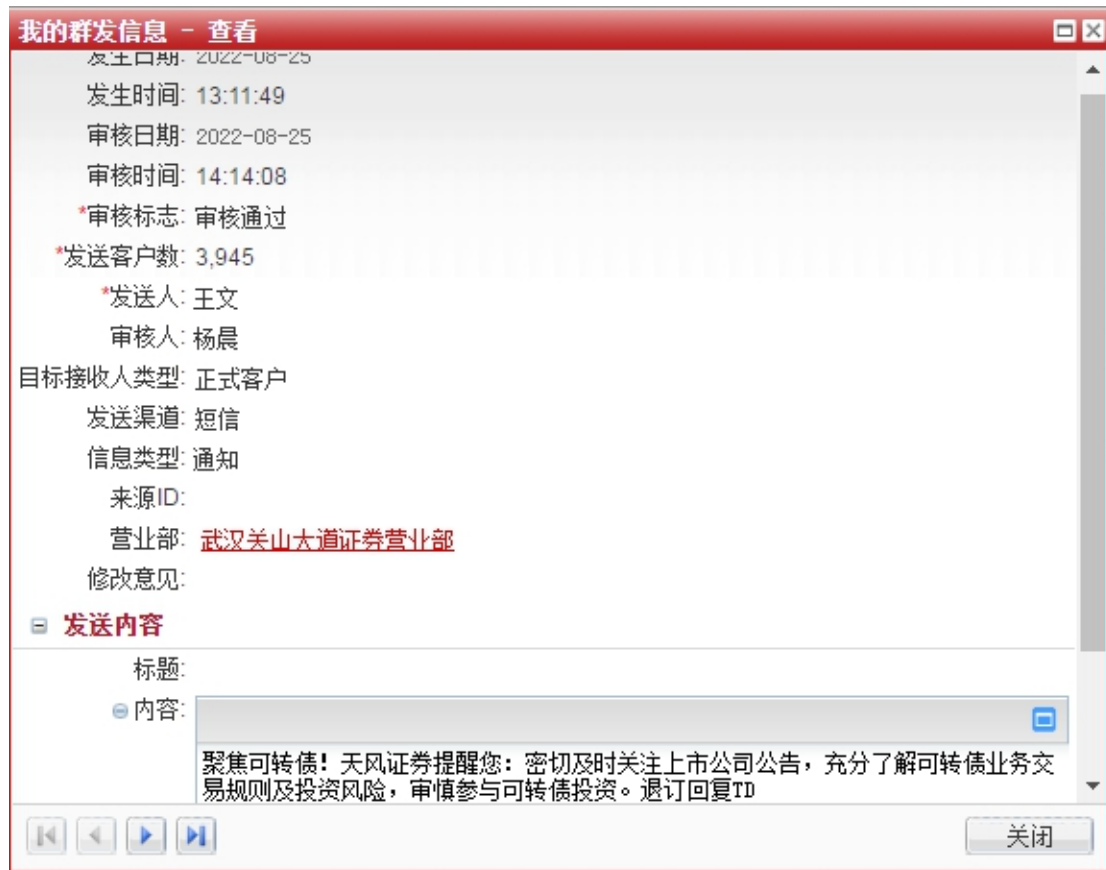 我的群发信息 - 查看
发生日期: 2022-08-25
发生时间: 13:11:49
审核日期: 2022-08-25
审核时间: 14:14:08
*审核标志: 审核通过
*发送客户数: 3,945
*发送人: 王文
审核人: 杨晨
目标接收人类型: 正式客户
发送渠道: 短信
信息类型: 通知
来源ID:
营业部: 武汉关山大道证券营业部
修改意见:
发送内容
标题:
内容:
聚焦可转债！天风证券提醒您：密切及时关注上市公司公告，充分了解可转债业务交
易规则及投资风险，审慎参与可转债投资。退订回复TD
关闭